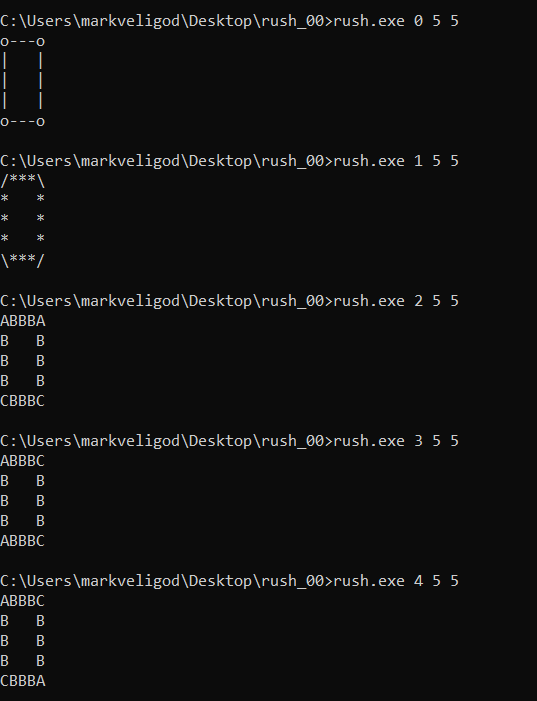 C:\Users\markveligod\Desktop\rush_00>rush.exe 0 5 5
o---o
|   |
|   |
|   |
o---o
C:\Users\markveligod\Desktop\rush_00>rush.exe 1 5 5
/***\
*   *
*   *
*   *
\***/
C:\Users\markveligod\Desktop\rush_00>rush.exe 2 5 5
ABBBA
B   B
B   B
B   B
CBBBC
C:\Users\markveligod\Desktop\rush_00>rush.exe 3 5 5
ABBBC
B   B
B   B
B   B
ABBBC
C:\Users\markveligod\Desktop\rush_00>rush.exe 4 5 5
ABBBC
B   B
B   B
B   B
CBBBA